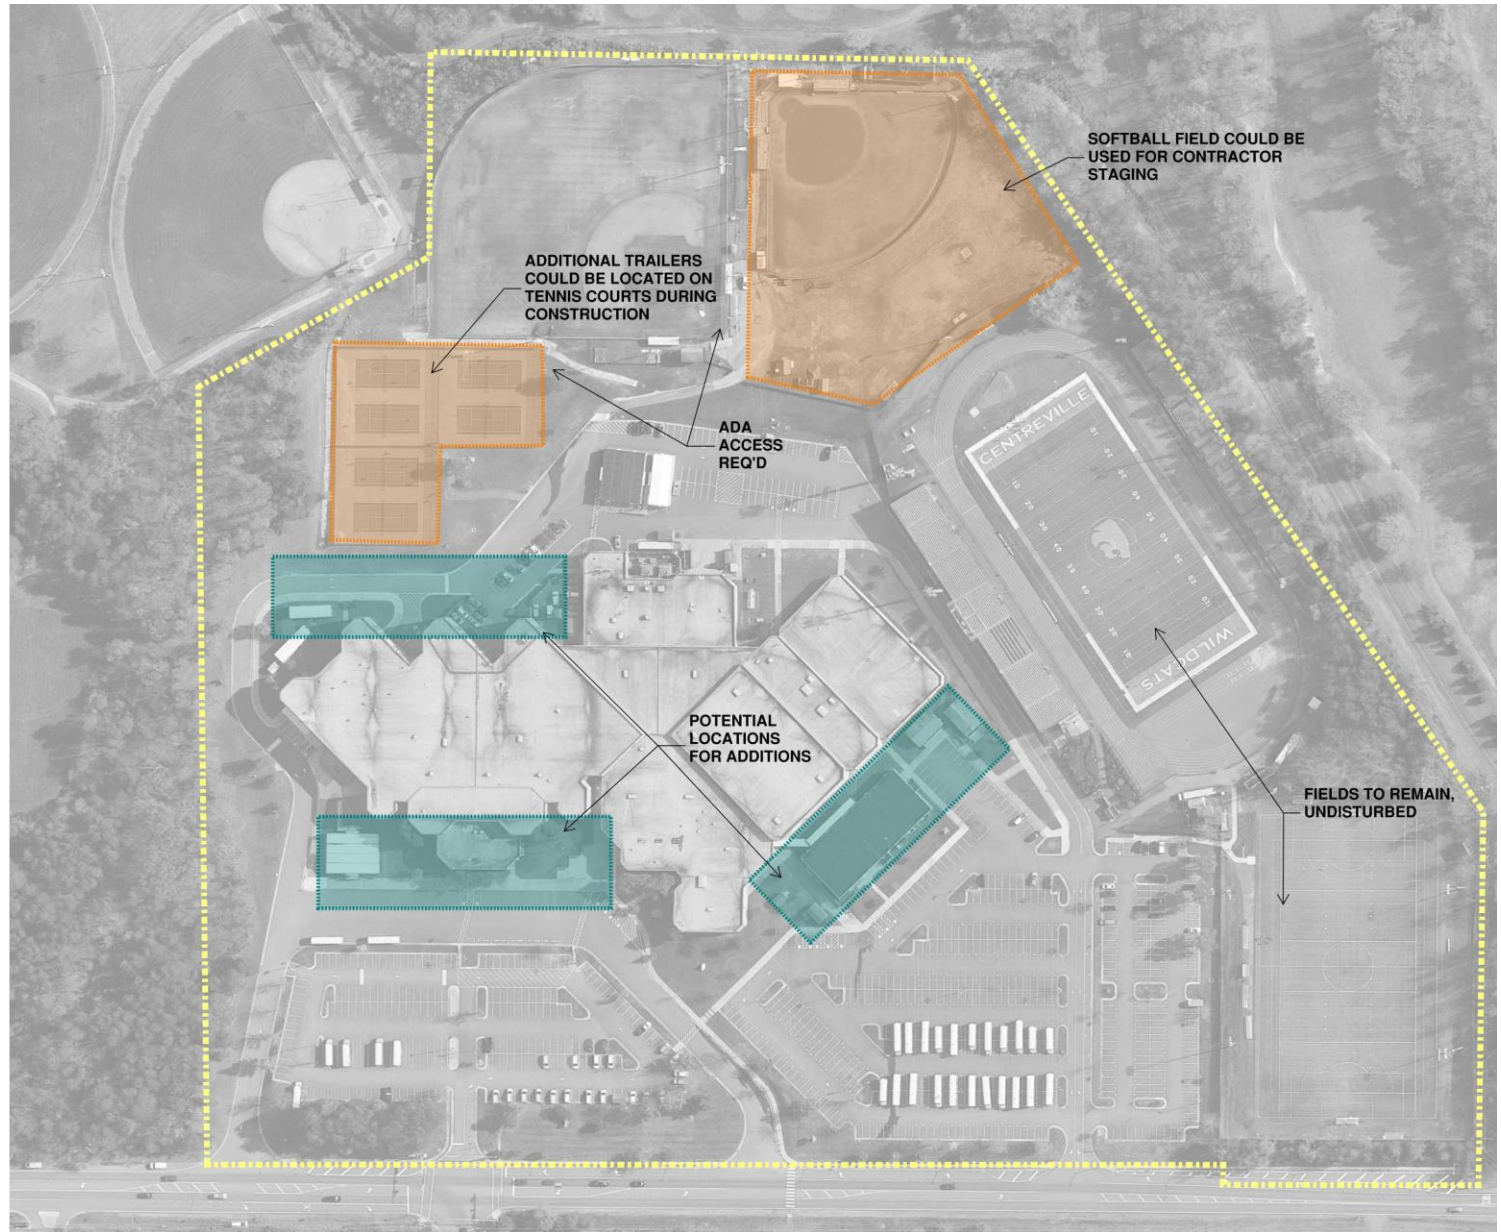 SOFTBALL FIELD COULD BE
USED FOR CONTRACTOR
STAGING
ADDITIONAL TRAILERS
COULD BE LOCATED ON
TENNIS COURTS DURING
CONSTRUCTION
ADA
ACCESS
REQ'D
CENTREVILLE
WILDCATS
POTENTIAL
LOCATIONS
FOR ADDITIONS
FIELDS TO REMAIN,
UNDISTURBED